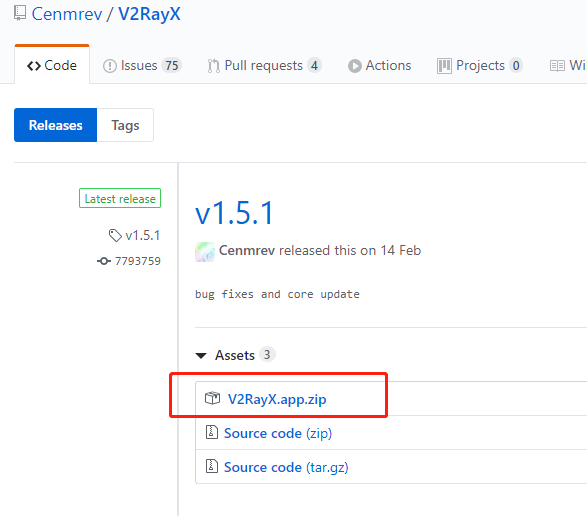 Cenmrev / V2RayX
Code Issues 75 Pull requests 4 Actions Projects 0
Releases Tags
Latest release
v1.5.1
7793759
v1.5.1
Cenmrev released this on 14 Feb
bug fixes and core update
Assets 3
V2RayX.app.zip
Source code (zip)
Source code (tar.gz)